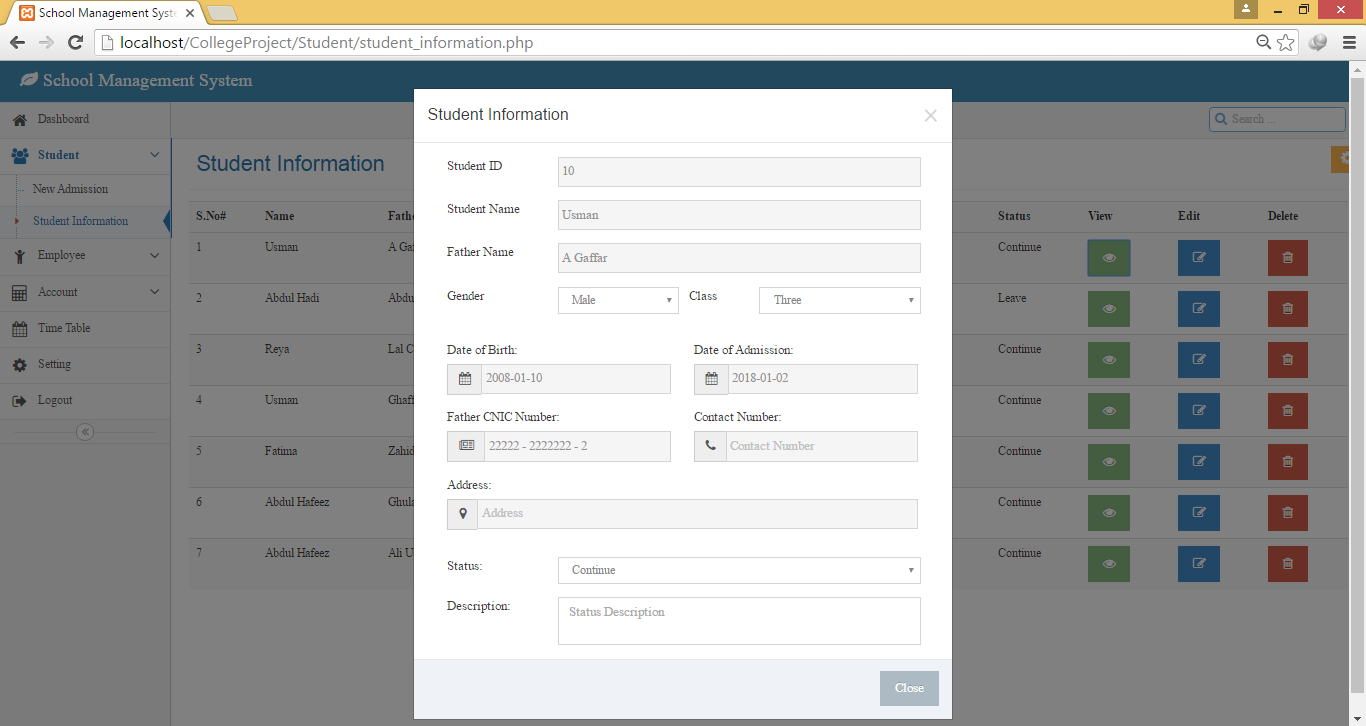 School Management Syst
localhost/CollegeProject/Student/student_information.php
School Management System
Dashboard
Student
New Admission
Student Information
Employee
Account
Time Table
Setting
Logout
Search ...
Student Information
S.No# Name Fathe Status View Edit Delete
1 Usman A Gaf Continue
2 Abdul Hadi Abdu Leave
3 Reya Lal C Continue
4 Usman Ghaff Continue
5 Fatima Zahid Continue
6 Abdul Hafeez Ghula Continue
7 Abdul Hafeez Ali U Continue
Student Information
Student ID 10
Student Name Usman
Father Name A Gaffar
Gender Male Class Three
Date of Birth: Date of Admission:
2008-01-10 2018-01-02
Father CNIC Number: Contact Number:
22222 - 2222222 - 2 Contact Number
Address:
Address
Status: Continue
Description: Status Description
Close